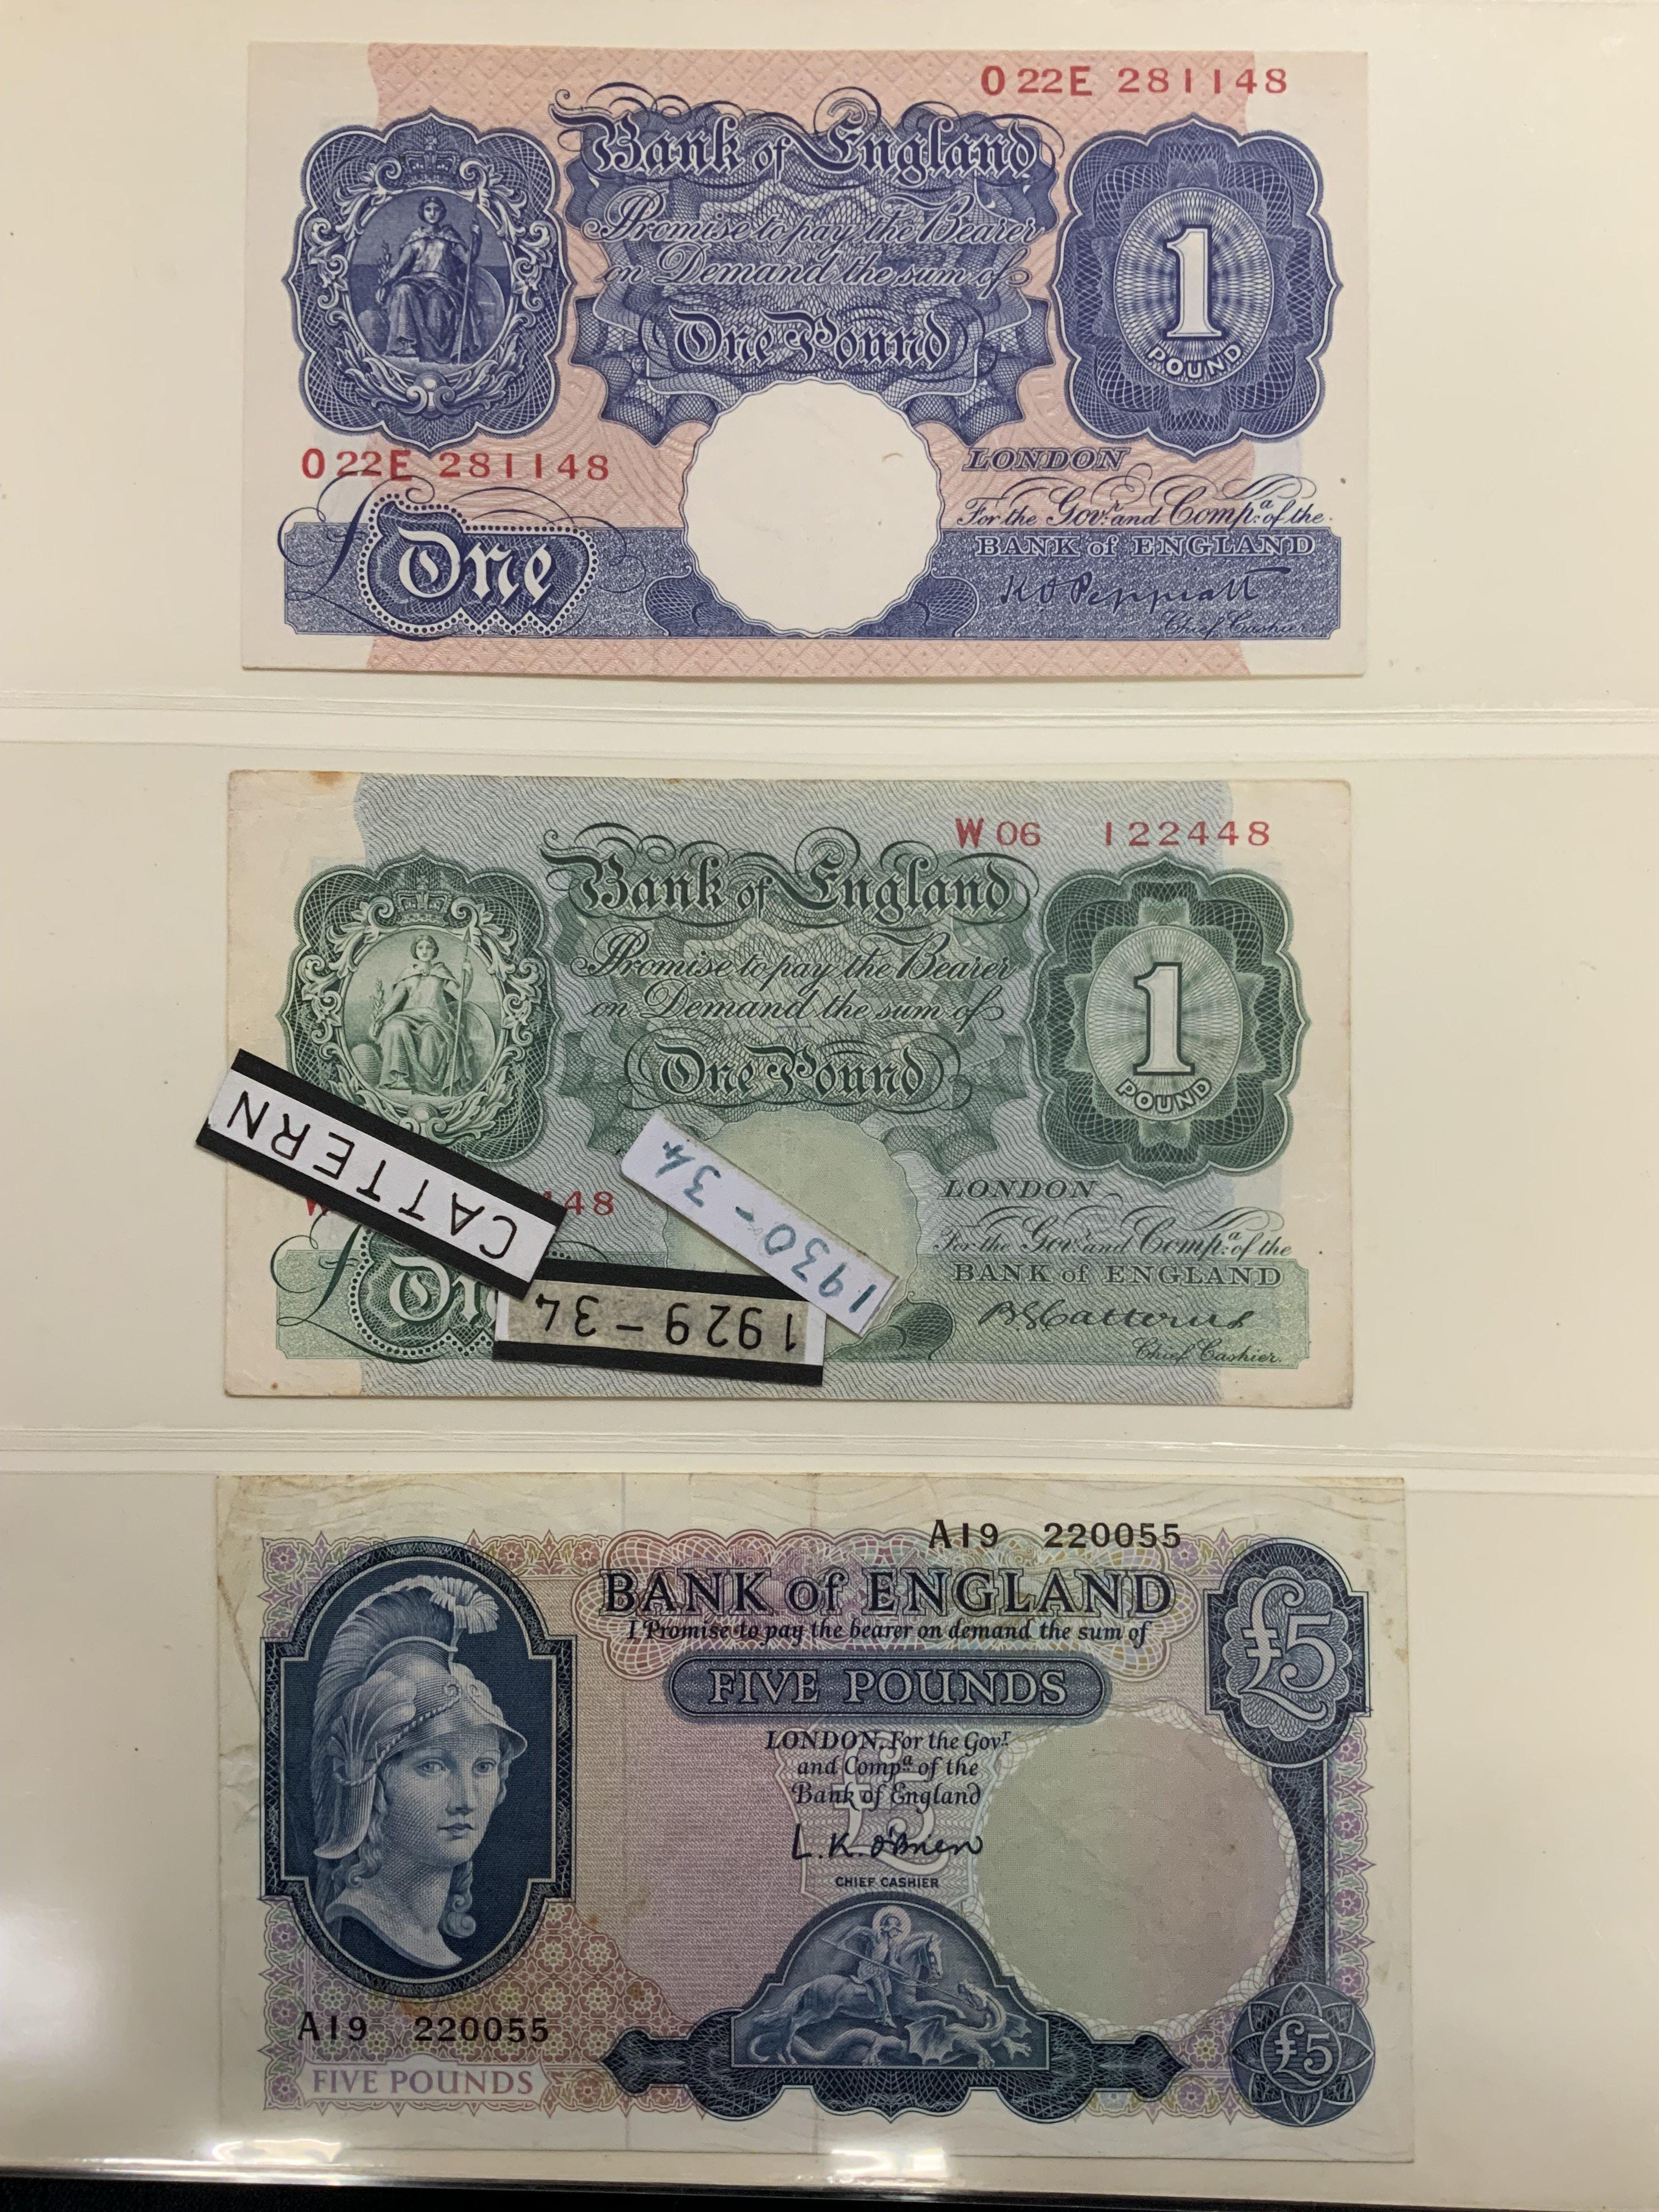 O 22E 281148
Bank of England
Promise to pay the Bearer
on Demand the sum of
One Pound
1
POUND
O 22E 281148
LONDON
For the Govr. and Compa. of the
BANK of ENGLAND
K O Peppiatt
Chief Cashier
£ One
W 06 122448
Bank of England
Promise to pay the Bearer
on Demand the sum of
One Pound
1
POUND
CATTERN
1930-34
1929-34
W 48
LONDON
For the Govr. and Compa. of the
BANK of ENGLAND
B G Catterns
Chief Cashier.
£
A19 220055
BANK of ENGLAND
I Promise to pay the bearer on demand the sum of
FIVE POUNDS
£5
LONDON, For the Govr.
and Compa. of the
Bank of England
£5
L.K. O'Brien
CHIEF CASHIER
A19 220055
FIVE POUNDS
£5